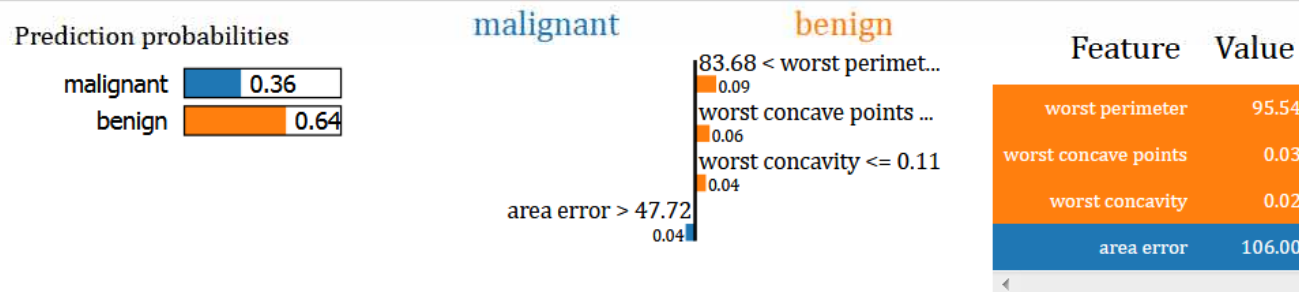 Prediction probabilities
malignant 0.36
benign 0.64
malignant benign
83.68 < worst perimet...
0.09
worst concave points ...
0.06
worst concavity <= 0.11
0.04
area error > 47.72
0.04
Feature Value
worst perimeter 95.54
worst concave points 0.03
worst concavity 0.02
area error 106.00